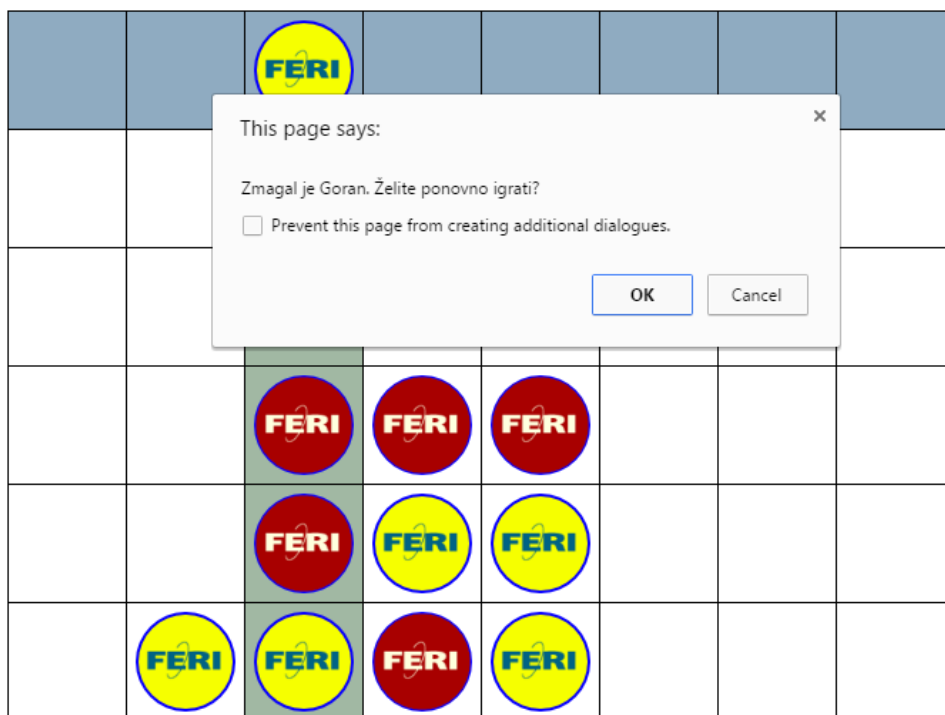 FERI
This page says:
×
Zmagal je Goran. Želite ponovno igrati?
Prevent this page from creating additional dialogues.
OK Cancel
FERI FERI FERI
FERI FERI FERI
FERI FERI FERI FERI